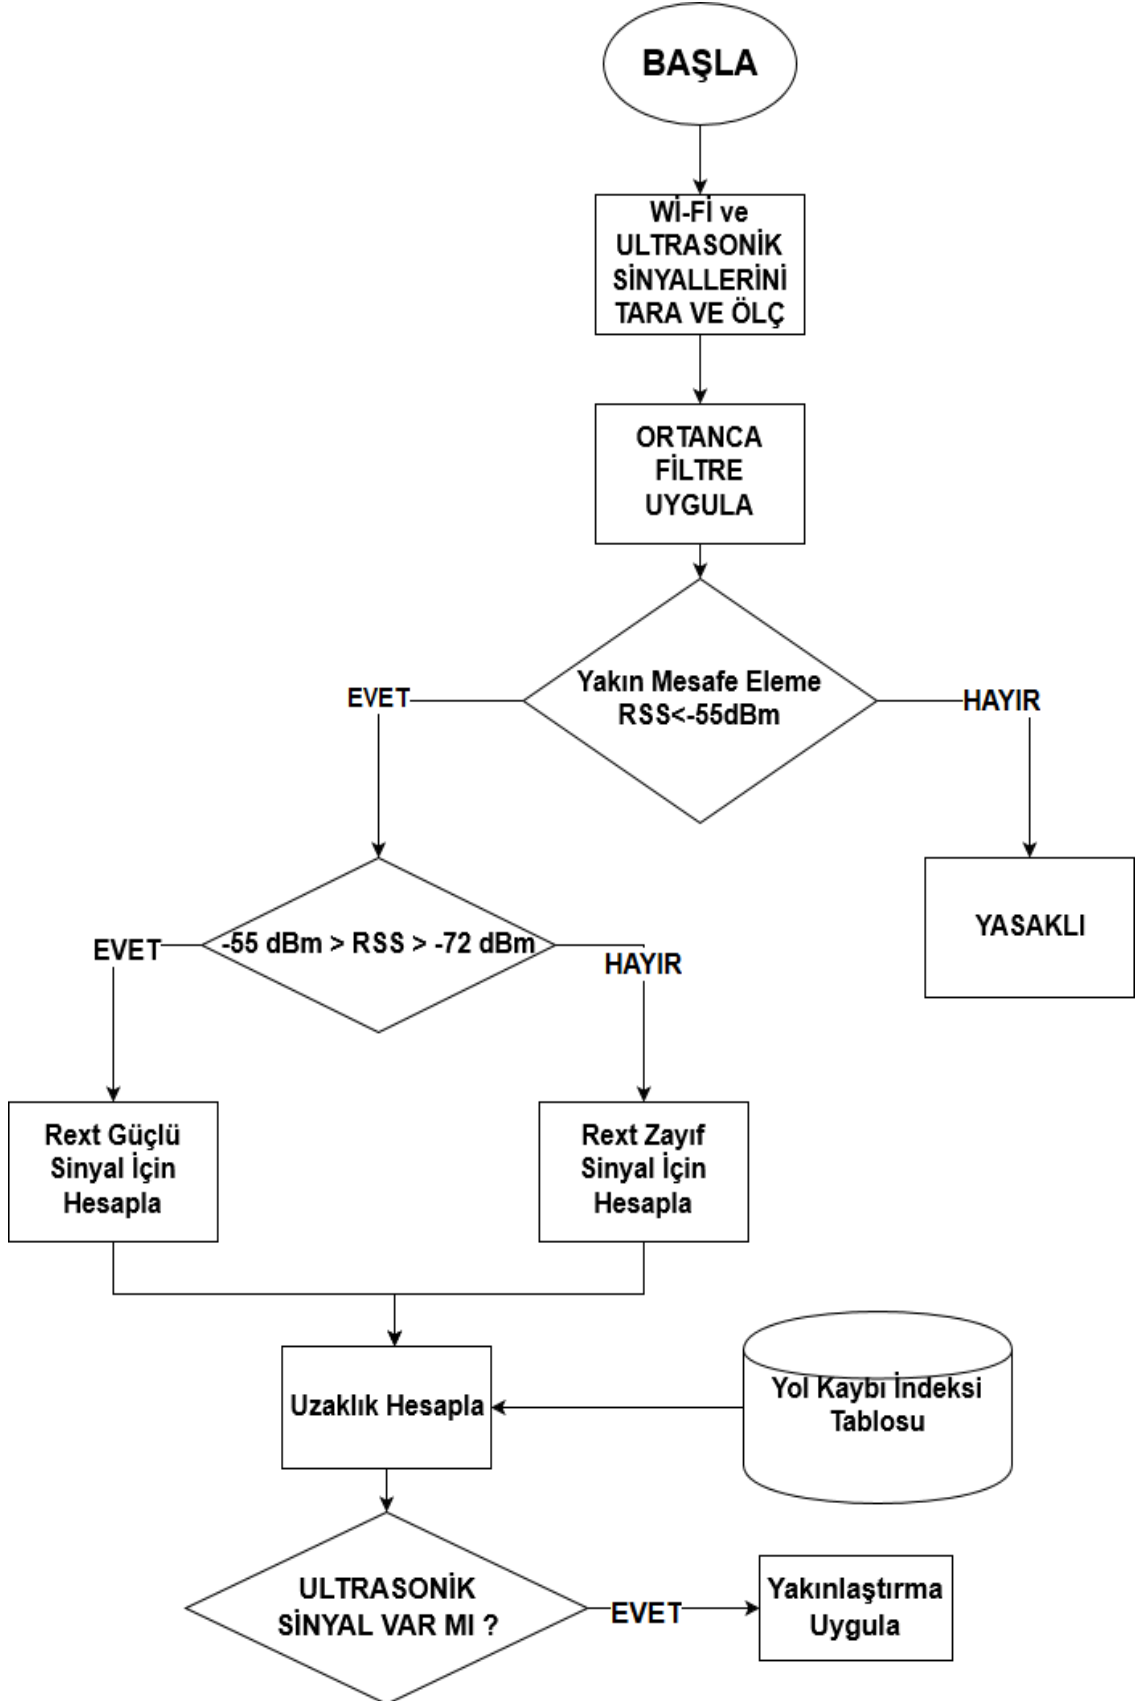 BAŞLA
Wİ-Fİ ve
ULTRASONİK
SİNYALLERİNİ
TARA VE ÖLÇ
ORTANCA
FİLTRE
UYGULA
Yakın Mesafe Eleme
RSS<-55dBm
EVET
HAYIR
YASAKLI
-55 dBm > RSS > -72 dBm
EVET
HAYIR
Rext Güçlü
Sinyal İçin
Hesapla
Rext Zayıf
Sinyal İçin
Hesapla
Uzaklık Hesapla
Yol Kaybı İndeksi
Tablosu
ULTRASONİK
SİNYAL VAR MI ?
EVET
Yakınlaştırma
Uygula